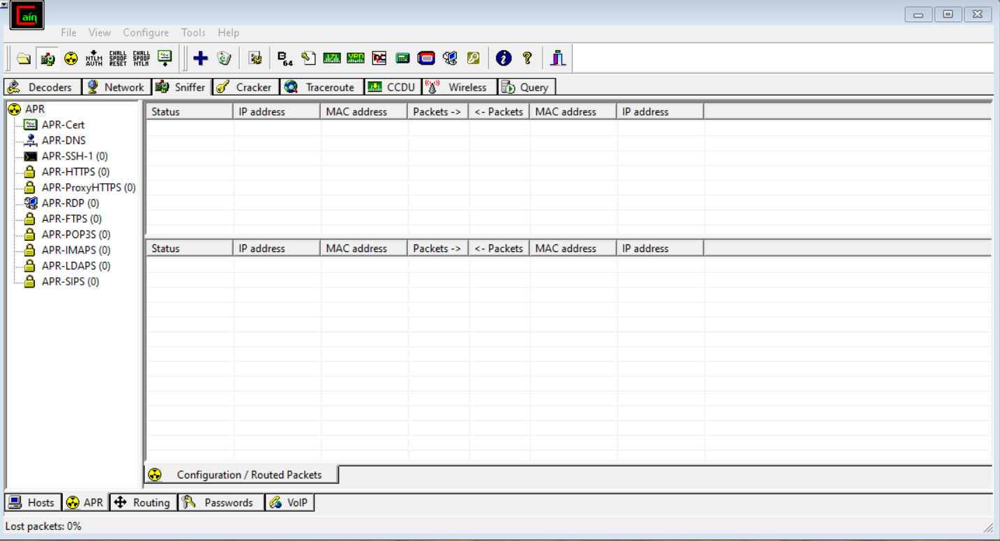 Cain
File View Configure Tools Help
NTLM AUTH CHALL SPOOF RESET CHALL SPOOF NTLM B64
Decoders Network Sniffer Cracker Traceroute CCDU Wireless Query
APR
APR-Cert
APR-DNS
APR-SSH-1 (0)
APR-HTTPS (0)
APR-ProxyHTTPS (0)
APR-RDP (0)
APR-FTPS (0)
APR-POP3S (0)
APR-IMAPS (0)
APR-LDAPS (0)
APR-SIPS (0)
Status IP address MAC address Packets -> <- Packets MAC address IP address
Status IP address MAC address Packets -> <- Packets MAC address IP address
Configuration / Routed Packets
Hosts APR Routing Passwords VoIP
Lost packets: 0%